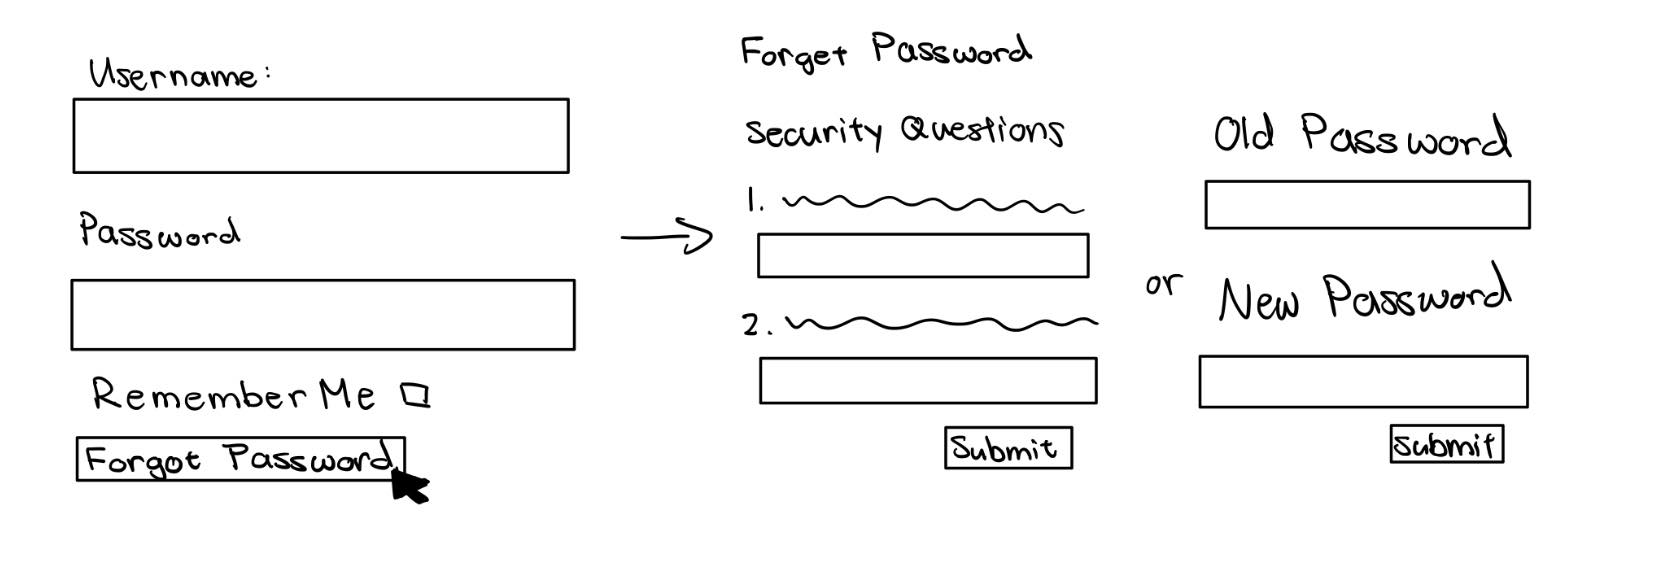 Username:
Password
Remember Me
Forgot Password
Forget Password
Security Questions
1.
2.
Submit
or
Old Password
New Password
Submit